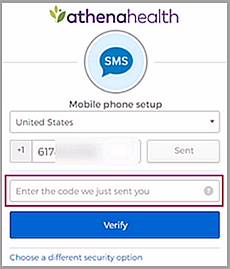 athenahealth
SMS
Mobile phone setup
United States
+1 617- Sent
Enter the code we just sent you ?
Verify
Choose a different security option